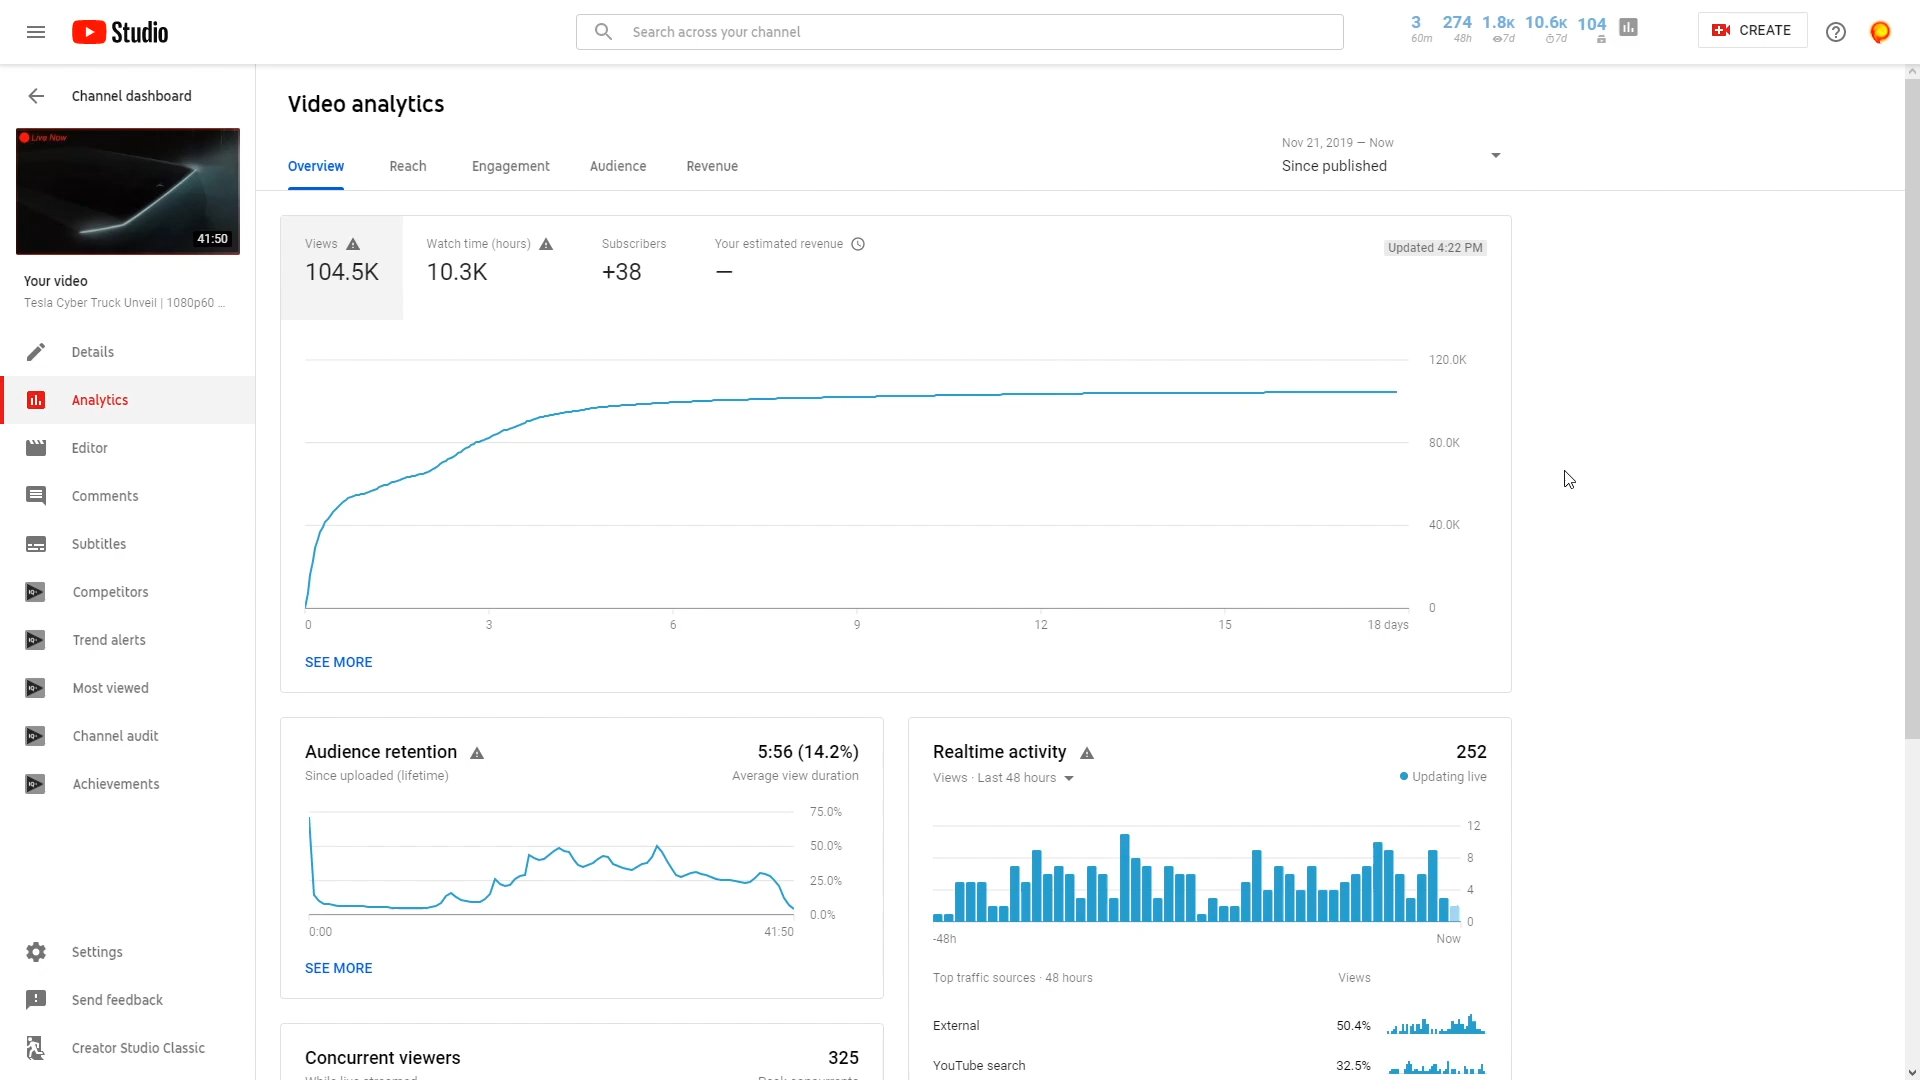 Studio
Search across your channel
3
60m
274
48h
1.8K
7d
10.6K
7d
104
CREATE
Channel dashboard
Live Now
41:50
Your video
Tesla Cyber Truck Unveil | 1080p60 ...
Details
Analytics
Editor
Comments
Subtitles
Competitors
Trend alerts
Most viewed
Channel audit
Achievements
Settings
Send feedback
Creator Studio Classic
Video analytics
Overview
Reach
Engagement
Audience
Revenue
Nov 21, 2019 – Now
Since published
Views
104.5K
Watch time (hours)
10.3K
Subscribers
+38
Your estimated revenue
—
Updated 4:22 PM
120.0K
80.0K
40.0K
0
0 3 6 9 12 15 18 days
SEE MORE
Audience retention
5:56 (14.2%)
Since uploaded (lifetime)
Average view duration
75.0%
50.0%
25.0%
0.0%
0:00
41:50
SEE MORE
Realtime activity
252
Views · Last 48 hours
Updating live
12
8
4
0
-48h
Now
Top traffic sources · 48 hours
Views
External
50.4%
YouTube search
32.5%
Concurrent viewers
325